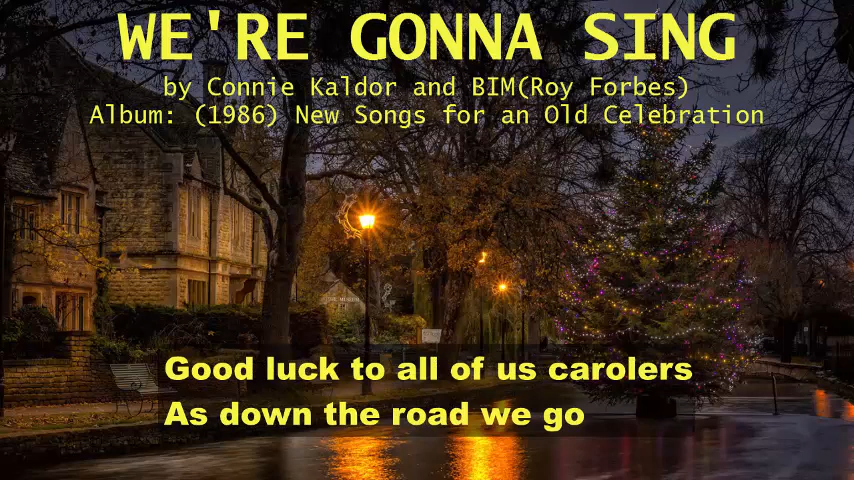 WE'RE GONNA SING
by Connie Kaldor and BIM(Roy Forbes)
Album: (1986) New Songs for an Old Celebration
Good luck to all of us carolers
As down the road we go